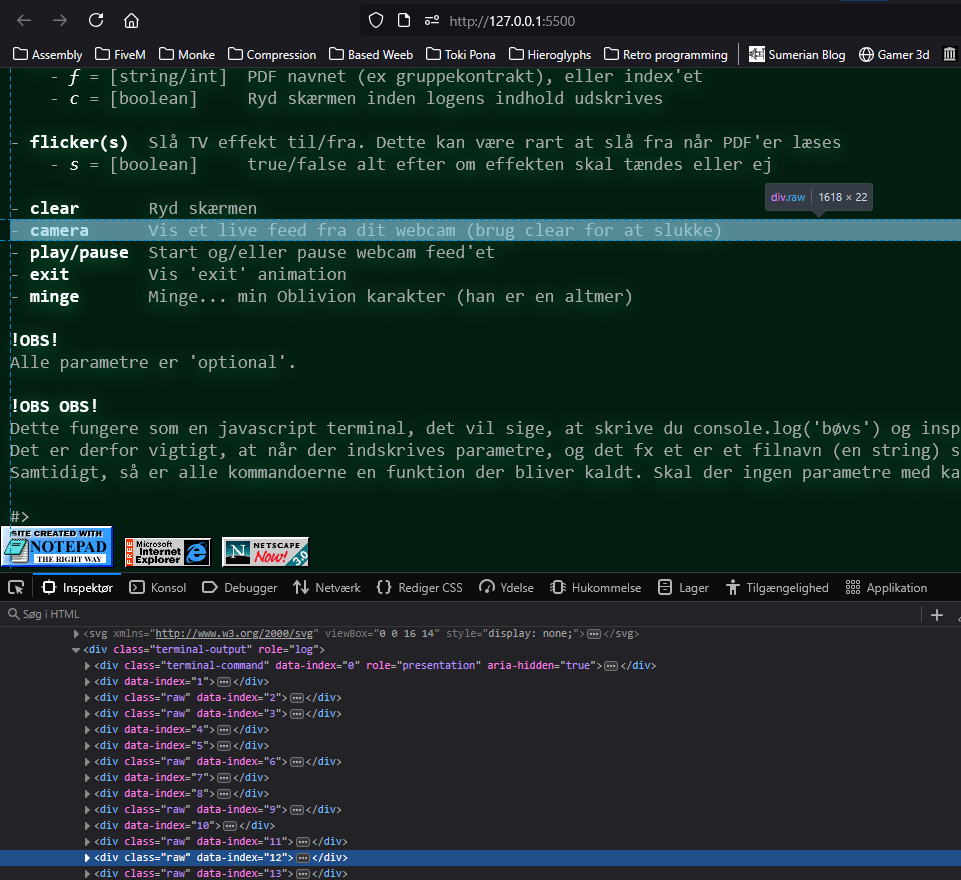 http://127.0.0.1:5500
Assembly FiveM Monke Compression Based Weeb Toki Pona Hieroglyphs Retro programming Sumerian Blog Gamer 3d
- f = [string/int] PDF navnet (ex gruppekontrakt), eller index'et
- c = [boolean] Ryd skærmen inden logens indhold udskrives
- flicker(s) Slå TV effekt til/fra. Dette kan være rart at slå fra når PDF'er læses
- s = [boolean] true/false alt efter om effekten skal tændes eller ej
div.raw 1618 × 22
- clear Ryd skærmen
- camera Vis et live feed fra dit webcam (brug clear for at slukke)
- play/pause Start og/eller pause webcam feed'et
- exit Vis 'exit' animation
- minge Minge... min Oblivion karakter (han er en altmer)
!OBS!
Alle parametre er 'optional'.
!OBS OBS!
Dette fungere som en javascript terminal, det vil sige, at skrive du console.log('bøvs') og insp
Det er derfor vigtigt, at når der indskrives parametre, og det fx et er et filnavn (en string) s
Samtidigt, så er alle kommandoerne en funktion der bliver kaldt. Skal der ingen parametre med ka
#>
SITE CREATED WITH NOTEPAD THE RIGHT WAY
FREE Microsoft Internet Explorer
N NETSCAPE Now!
Inspektør Konsol Debugger Netværk Rediger CSS Ydelse Hukommelse Lager Tilgængelighed Applikation
Søg i HTML
<svg xmlns="http://www.w3.org/2000/svg" viewBox="0 0 16 14" style="display: none;"></svg>
<div class="terminal-output" role="log">
<div class="terminal-command" data-index="0" role="presentation" aria-hidden="true"></div>
<div data-index="1"></div>
<div class="raw" data-index="2"></div>
<div class="raw" data-index="3"></div>
<div data-index="4"></div>
<div data-index="5"></div>
<div class="raw" data-index="6"></div>
<div data-index="7"></div>
<div data-index="8"></div>
<div class="raw" data-index="9"></div>
<div data-index="10"></div>
<div class="raw" data-index="11"></div>
<div class="raw" data-index="12"></div>
<div class="raw" data-index="13"></div>